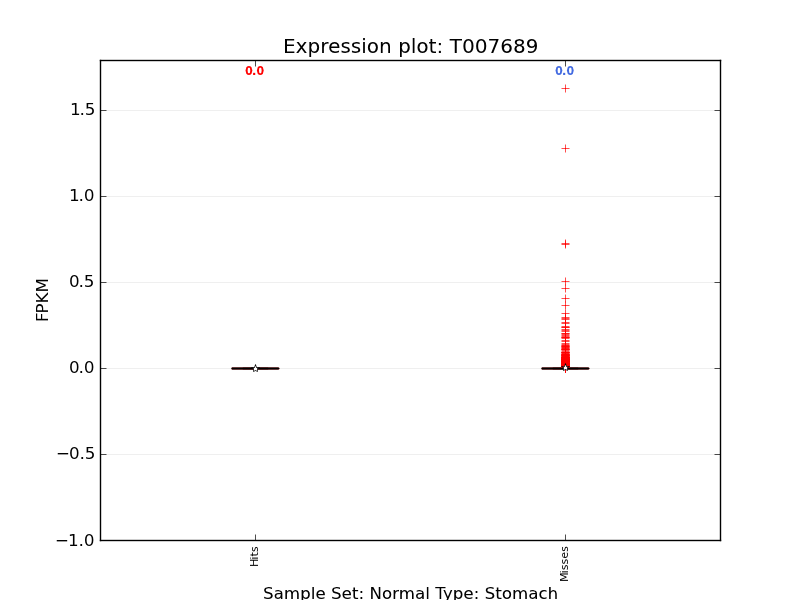 Expression plot: T007689
0.0
0.0
1.5
1.0
0.5
0.0
−0.5
−1.0
FPKM
Hits
Misses
Sample Set: Normal Type: Stomach